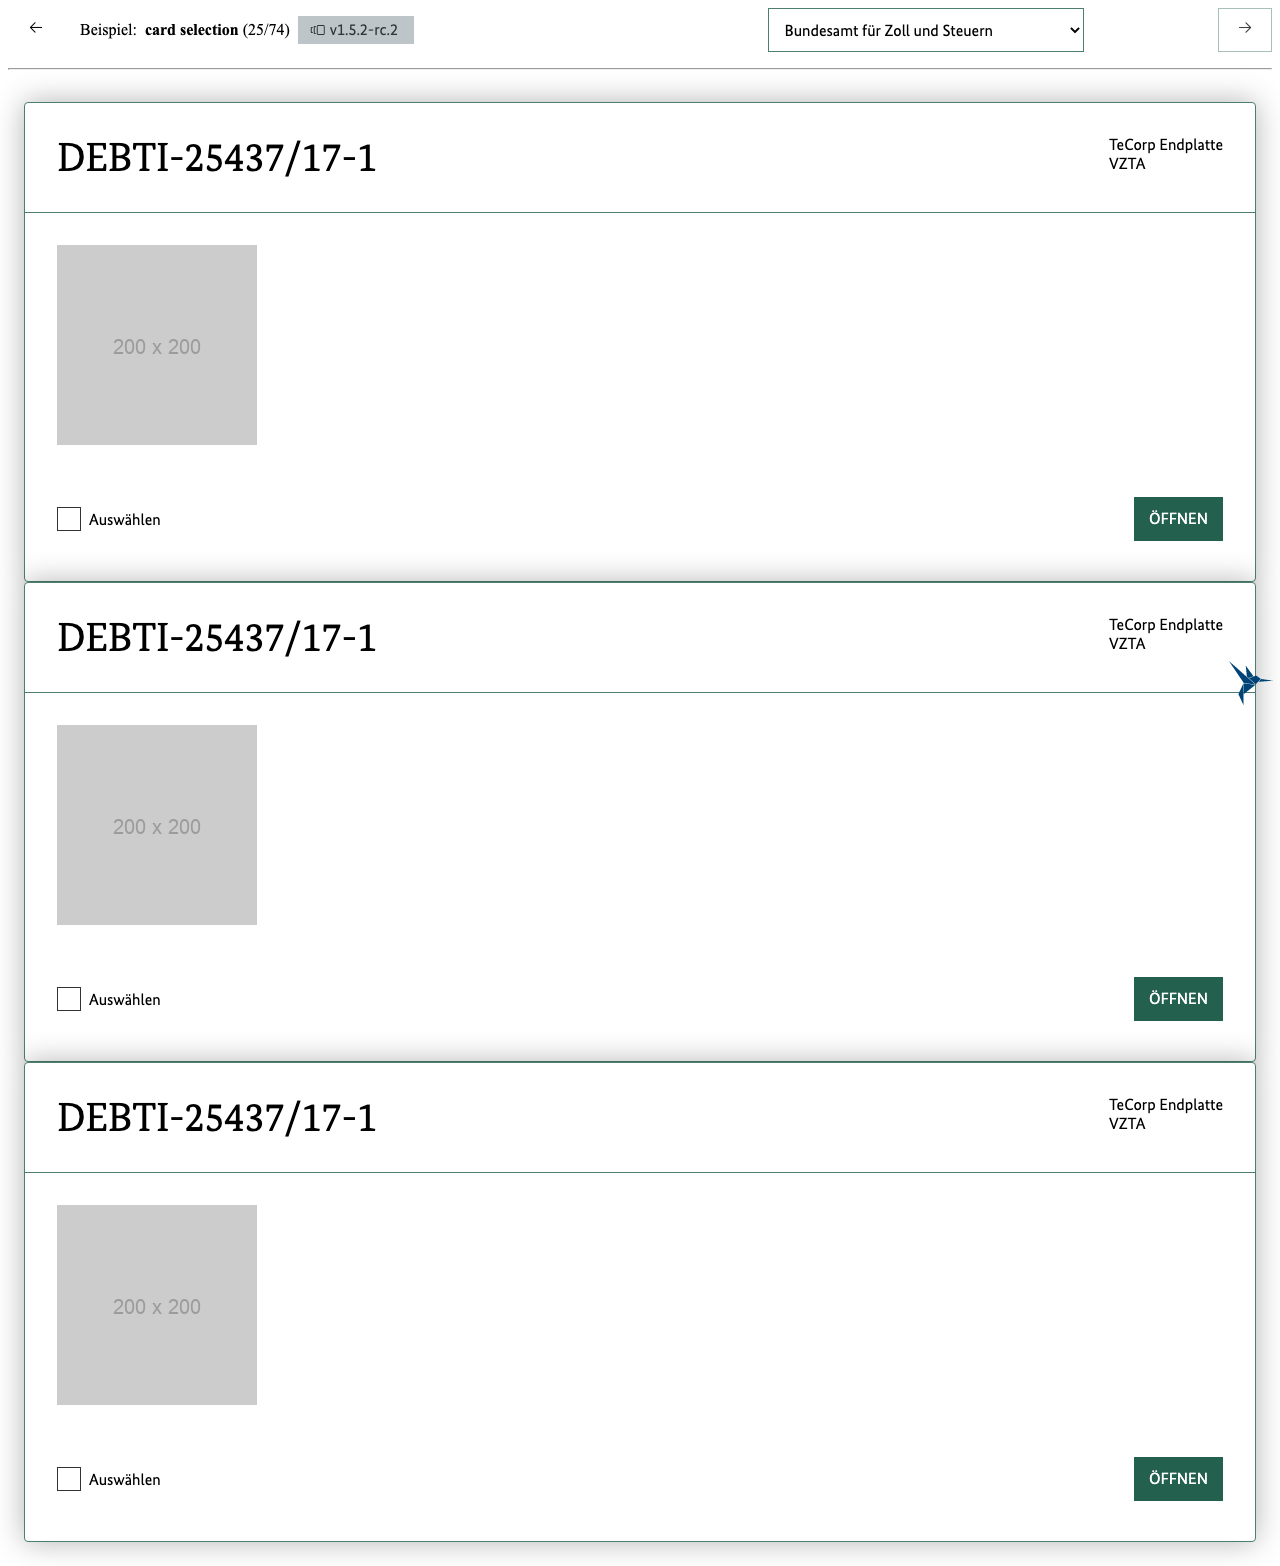 Beispiel: card selection (25/74) v1.5.2-rc.2 Bundesamt für Zoll und Steuern
DEBTI-25437/17-1
TeCorp Endplatte
VZTA
200 x 200
Auswählen
ÖFFNEN
DEBTI-25437/17-1
TeCorp Endplatte
VZTA
200 x 200
Auswählen
ÖFFNEN
DEBTI-25437/17-1
TeCorp Endplatte
VZTA
200 x 200
Auswählen
ÖFFNEN